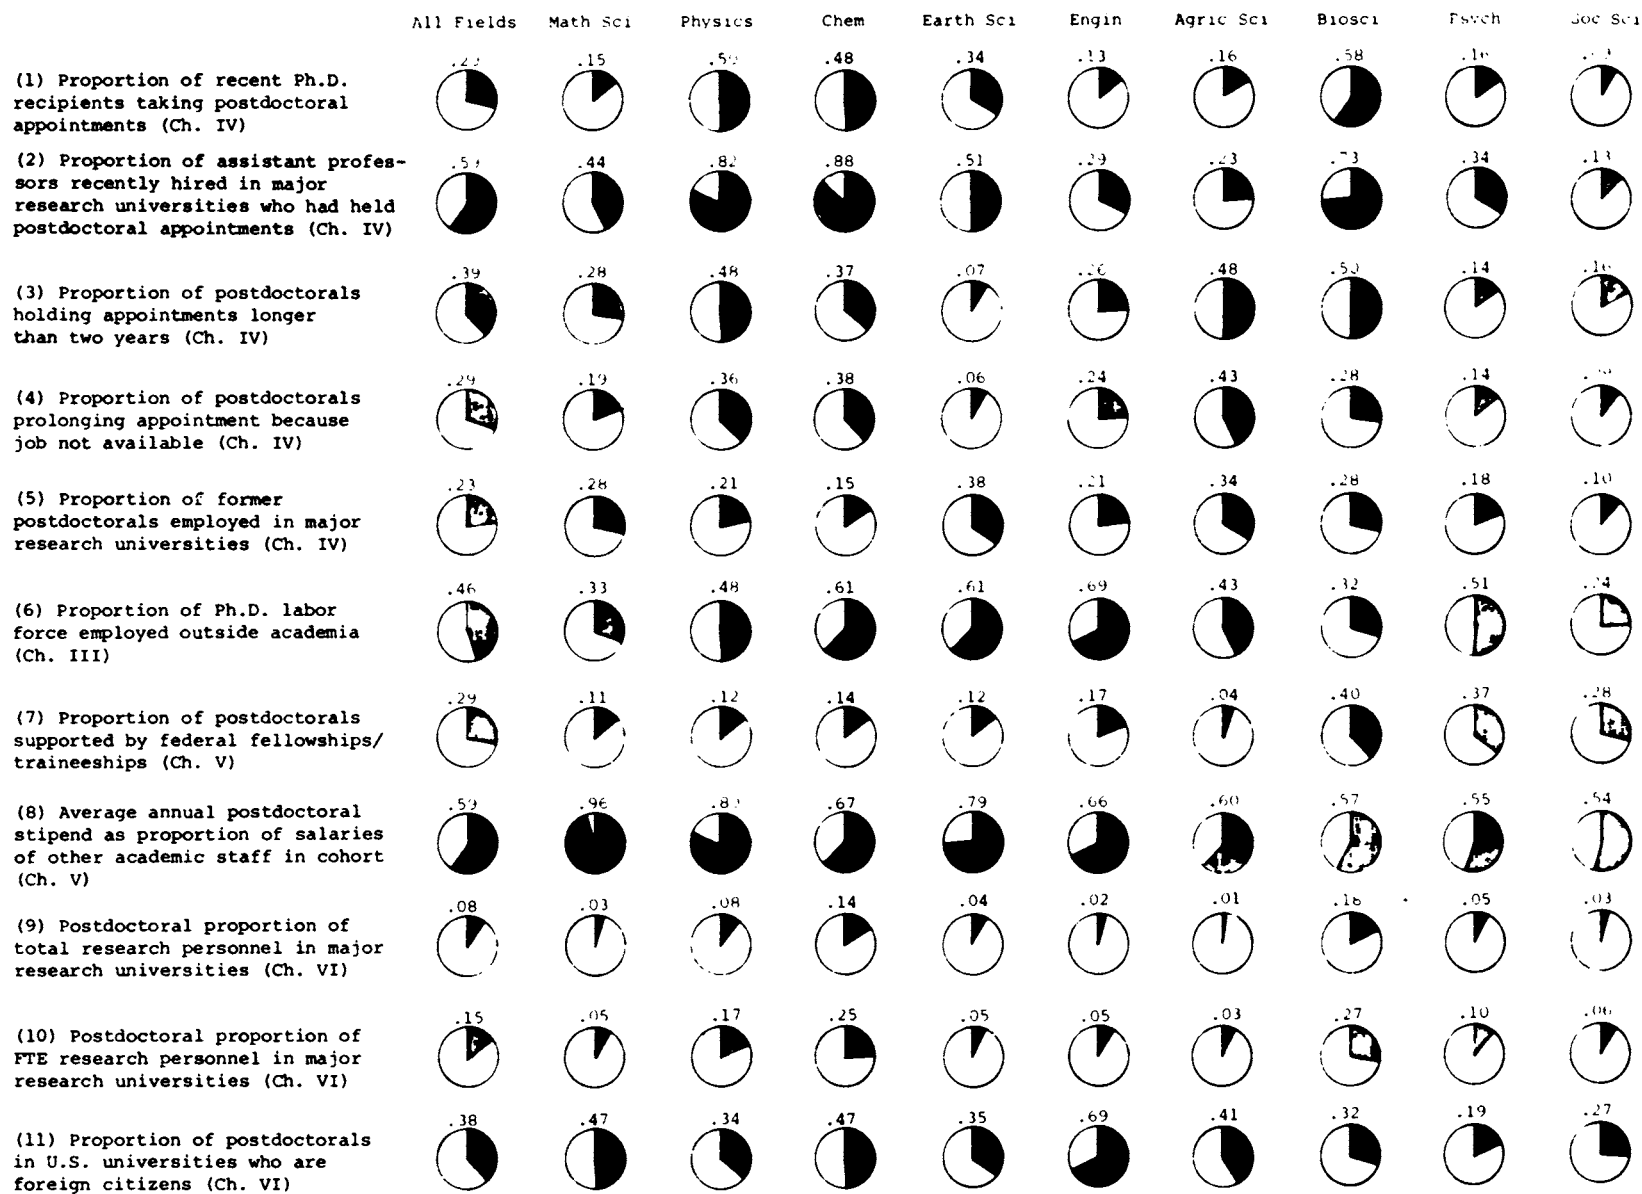 All Fields Math Sci Physics Chem Earth Sci Engin Agric Sci Biosci Psych Soc Sci
.15 .48 .34 .13 .16 .58 .16
(1) Proportion of recent Ph.D.
recipients taking postdoctoral
appointments (Ch. IV)
(2) Proportion of assistant profes-
.44 .82 .88 .51 .29 .23 .73 .34 .13
sors recently hired in major
research universities who had held
postdoctoral appointments (Ch. IV)
.39 .28 .48 .37 .07 .26 .48 .50 .14 .16
(3) Proportion of postdoctorals
holding appointments longer
than two years (Ch. IV)
.29 .19 .36 .38 .06 .24 .43 .28 .14
(4) Proportion of postdoctorals
prolonging appointment because
job not available (Ch. IV)
.23 .28 .21 .15 .38 .21 .34 .28 .18 .10
(5) Proportion of former
postdoctorals employed in major
research universities (Ch. IV)
.46 .33 .48 .61 .61 .69 .43 .32 .51 .24
(6) Proportion of Ph.D. labor
force employed outside academia
(Ch. III)
.29 .11 .12 .14 .12 .17 .04 .40 .37 .28
(7) Proportion of postdoctorals
supported by federal fellowships/
traineeships (Ch. V)
.59 .96 .67 .79 .66 .60 .57 .55 .54
(8) Average annual postdoctoral
stipend as proportion of salaries
of other academic staff in cohort
(Ch. V)
.08 .03 .08 .14 .04 .02 .01 .05 .03
(9) Postdoctoral proportion of
total research personnel in major
research universities (Ch. VI)
.15 .05 .17 .25 .05 .05 .03 .27 .10 .06
(10) Postdoctoral proportion of
FTE research personnel in major
research universities (Ch. VI)
.38 .47 .34 .47 .35 .69 .41 .32 .19 .27
(11) Proportion of postdoctorals
in U.S. universities who are
foreign citizens (Ch. VI)